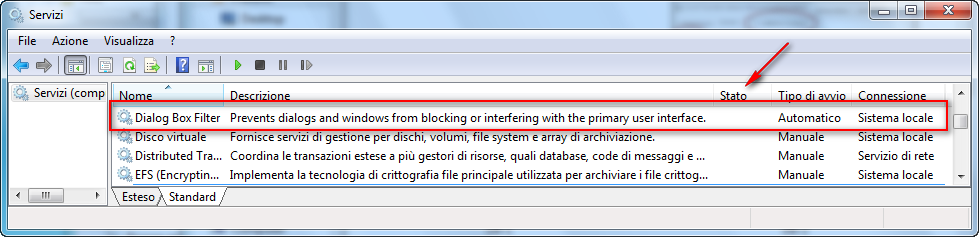 Servizi
File Azione Visualizza ?
Servizi (comp
Nome Descrizione Stato Tipo di avvio Connessione
Dialog Box Filter Prevents dialogs and windows from blocking or interfering with the primary user interface. Automatico Sistema locale
Disco virtuale Fornisce servizi di gestione per dischi, volumi, file system e array di archiviazione. Manuale Sistema locale
Distributed Tra... Coordina le transazioni estese a più gestori di risorse, quali database, code di messaggi e ... Manuale Servizio di rete
EFS (Encryptin... Implementa la tecnologia di crittografia file principale utilizzata per archiviare i file crittog... Manuale Sistema locale
Esteso Standard